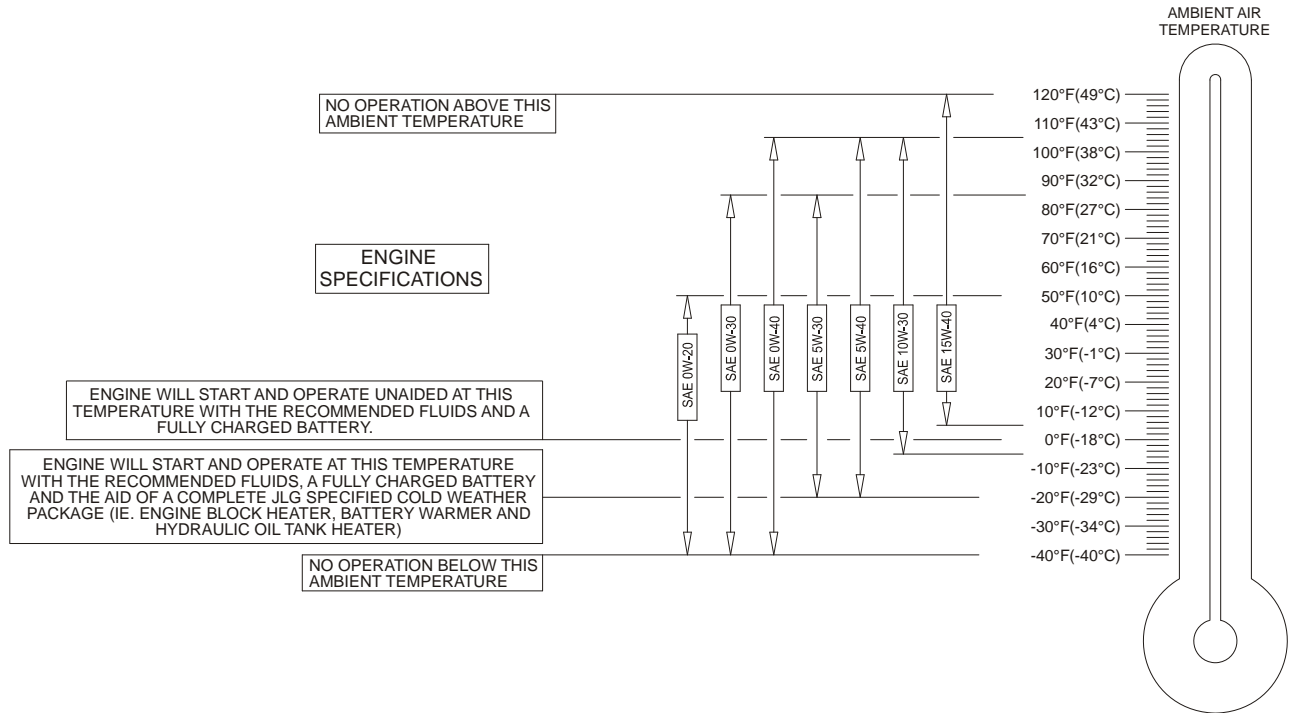 AMBIENT AIR
TEMPERATURE
NO OPERATION ABOVE THIS
AMBIENT TEMPERATURE
120°F(49°C)
110°F(43°C)
100°F(38°C)
90°F(32°C)
80°F(27°C)
70°F(21°C)
60°F(16°C)
50°F(10°C)
40°F(4°C)
30°F(-1°C)
20°F(-7°C)
10°F(-12°C)
0°F(-18°C)
-10°F(-23°C)
-20°F(-29°C)
-30°F(-34°C)
-40°F(-40°C)
ENGINE
SPECIFICATIONS
SAE 0W-20
SAE 0W-30
SAE 0W-40
SAE 5W-30
SAE 5W-40
SAE 10W-30
SAE 15W-40
ENGINE WILL START AND OPERATE UNAIDED AT THIS
TEMPERATURE WITH THE RECOMMENDED FLUIDS AND A
FULLY CHARGED BATTERY.
ENGINE WILL START AND OPERATE AT THIS TEMPERATURE
WITH THE RECOMMENDED FLUIDS, A FULLY CHARGED BATTERY
AND THE AID OF A COMPLETE JLG SPECIFIED COLD WEATHER
PACKAGE (IE. ENGINE BLOCK HEATER, BATTERY WARMER AND
HYDRAULIC OIL TANK HEATER)
NO OPERATION BELOW THIS
AMBIENT TEMPERATURE